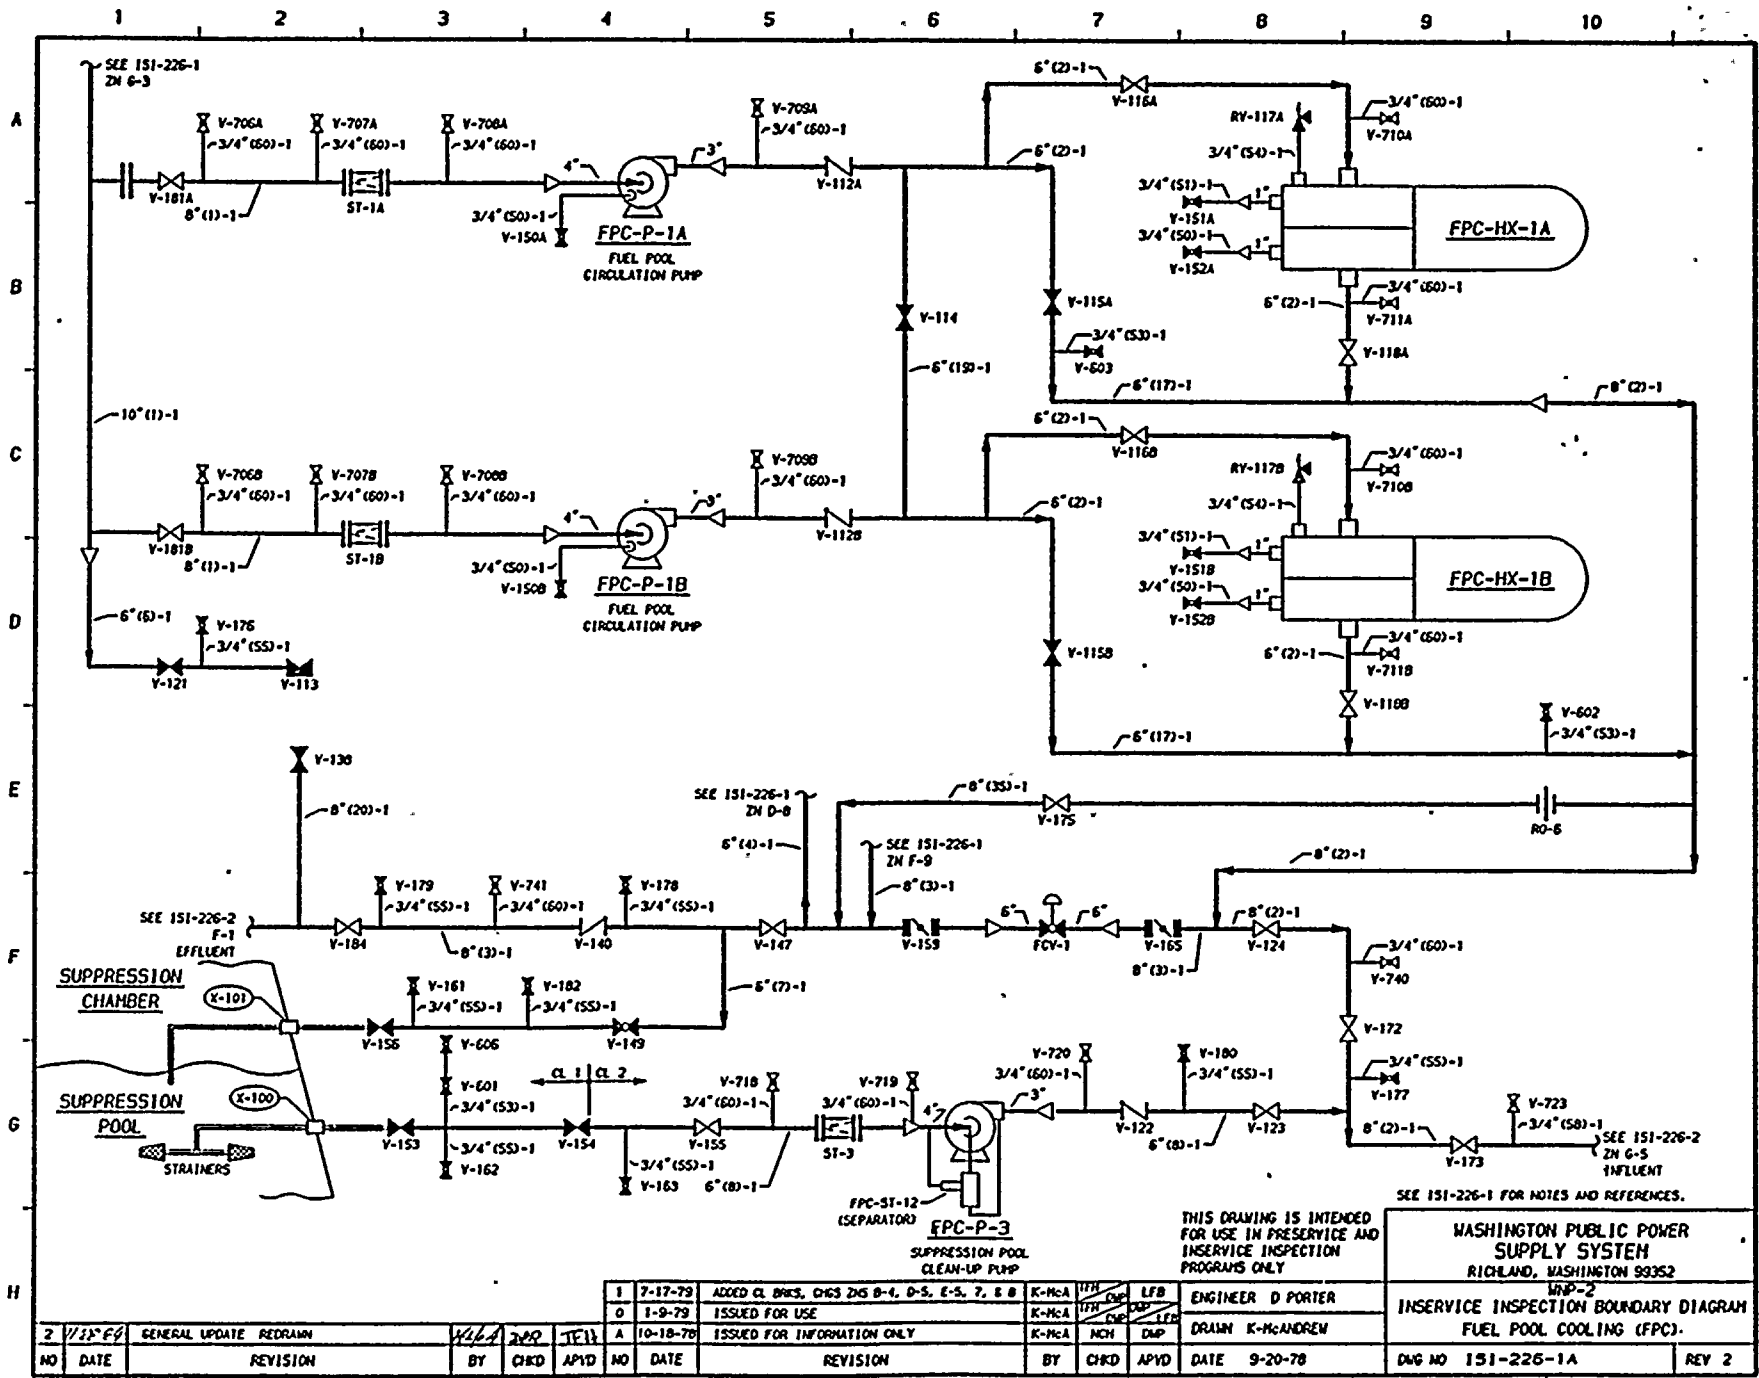 1 2 3 4 5 6 7 8 9 10
A
B
C
D
E
F
G
H
SEE 151-226-1
ZN G-3
V-706A
3/4"(60)-1
V-707A
3/4"(60)-1
V-708A
3/4"(60)-1
V-181A
8"(1)-1
ST-1A
4"
3"
3/4"(50)-1
V-150A
FPC-P-1A
FUEL POOL
CIRCULATION PUMP
V-709A
3/4"(60)-1
V-112A
6"(2)-1
V-116A
6"(2)-1
RV-117A
3/4"(54)-1
3/4"(60)-1
V-710A
3/4"(51)-1
1"
V-151A
3/4"(50)-1
1"
V-152A
FPC-HX-1A
6"(2)-1
3/4"(60)-1
V-711A
V-118A
V-114
6"(19)-1
V-115A
3/4"(53)-1
V-603
6"(17)-1
8"(2)-1
10"(1)-1
V-706B
3/4"(60)-1
V-707B
3/4"(60)-1
V-708B
3/4"(60)-1
V-181B
8"(1)-1
ST-1B
4"
3"
3/4"(50)-1
V-150B
FPC-P-1B
FUEL POOL
CIRCULATION PUMP
V-709B
3/4"(60)-1
V-112B
6"(2)-1
V-116B
6"(2)-1
RV-117B
3/4"(54)-1
3/4"(60)-1
V-710B
3/4"(51)-1
1"
V-151B
3/4"(50)-1
1"
V-152B
FPC-HX-1B
6"(2)-1
3/4"(60)-1
V-711B
V-118B
V-115B
6"(17)-1
V-602
3/4"(53)-1
6"(6)-1
V-176
3/4"(55)-1
V-121
V-113
V-138
8"(20)-1
SEE 151-226-1
ZN D-8
6"(4)-1
8"(35)-1
V-175
RO-6
SEE 151-226-1
ZN F-9
8"(3)-1
8"(2)-1
SEE 151-226-2
F-1
EFFLUENT
V-184
V-179
3/4"(55)-1
8"(3)-1
V-741
3/4"(60)-1
V-140
V-178
3/4"(55)-1
V-147
V-159
6"
FCV-1
6"
V-165
8"(3)-1
8"(2)-1
V-124
3/4"(60)-1
V-740
V-172
3/4"(55)-1
V-177
SUPPRESSION
CHAMBER
X-101
V-156
V-161
3/4"(55)-1
V-182
3/4"(55)-1
V-149
6"(7)-1
SUPPRESSION
POOL
X-100
STRAINERS
V-153
V-606
V-601
3/4"(53)-1
3/4"(55)-1
V-162
CL 1
CL 2
V-154
3/4"(55)-1
V-163
V-155
V-718
3/4"(60)-1
6"(8)-1
ST-3
V-719
3/4"(60)-1
4"
3"
FPC-ST-12
(SEPARATOR)
FPC-P-3
SUPPRESSION POOL
CLEAN-UP PUMP
V-720
3/4"(60)-1
V-122
V-180
3/4"(55)-1
6"(8)-1
V-123
8"(2)-1
V-173
V-723
3/4"(58)-1
SEE 151-226-2
ZN G-5
INFLUENT
SEE 151-226-1 FOR NOTES AND REFERENCES.
THIS DRAWING IS INTENDED
FOR USE IN PRESERVICE AND
INSERVICE INSPECTION
PROGRAMS ONLY
WASHINGTON PUBLIC POWER
SUPPLY SYSTEM
RICHLAND, WASHINGTON 99352
WNP-2
INSERVICE INSPECTION BOUNDARY DIAGRAM
FUEL POOL COOLING (FPC).
ENGINEER D PORTER
DRAWN K-McANDREW
DATE 9-20-78
DWG NO 151-226-1A
REV 2
1 7-17-79 ADDED CL BRKS, CHGS ZNS B-4, D-5, E-5, 7, & 8 K-McA TFH DWP LFB
0 1-9-79 ISSUED FOR USE K-McA TFH DWP DWP LFB
A 10-18-78 ISSUED FOR INFORMATION ONLY K-McA NCH DWP
2 GENERAL UPDATE REDRAWN
NO DATE REVISION BY CHKD APVD NO DATE REVISION BY CHKD APVD